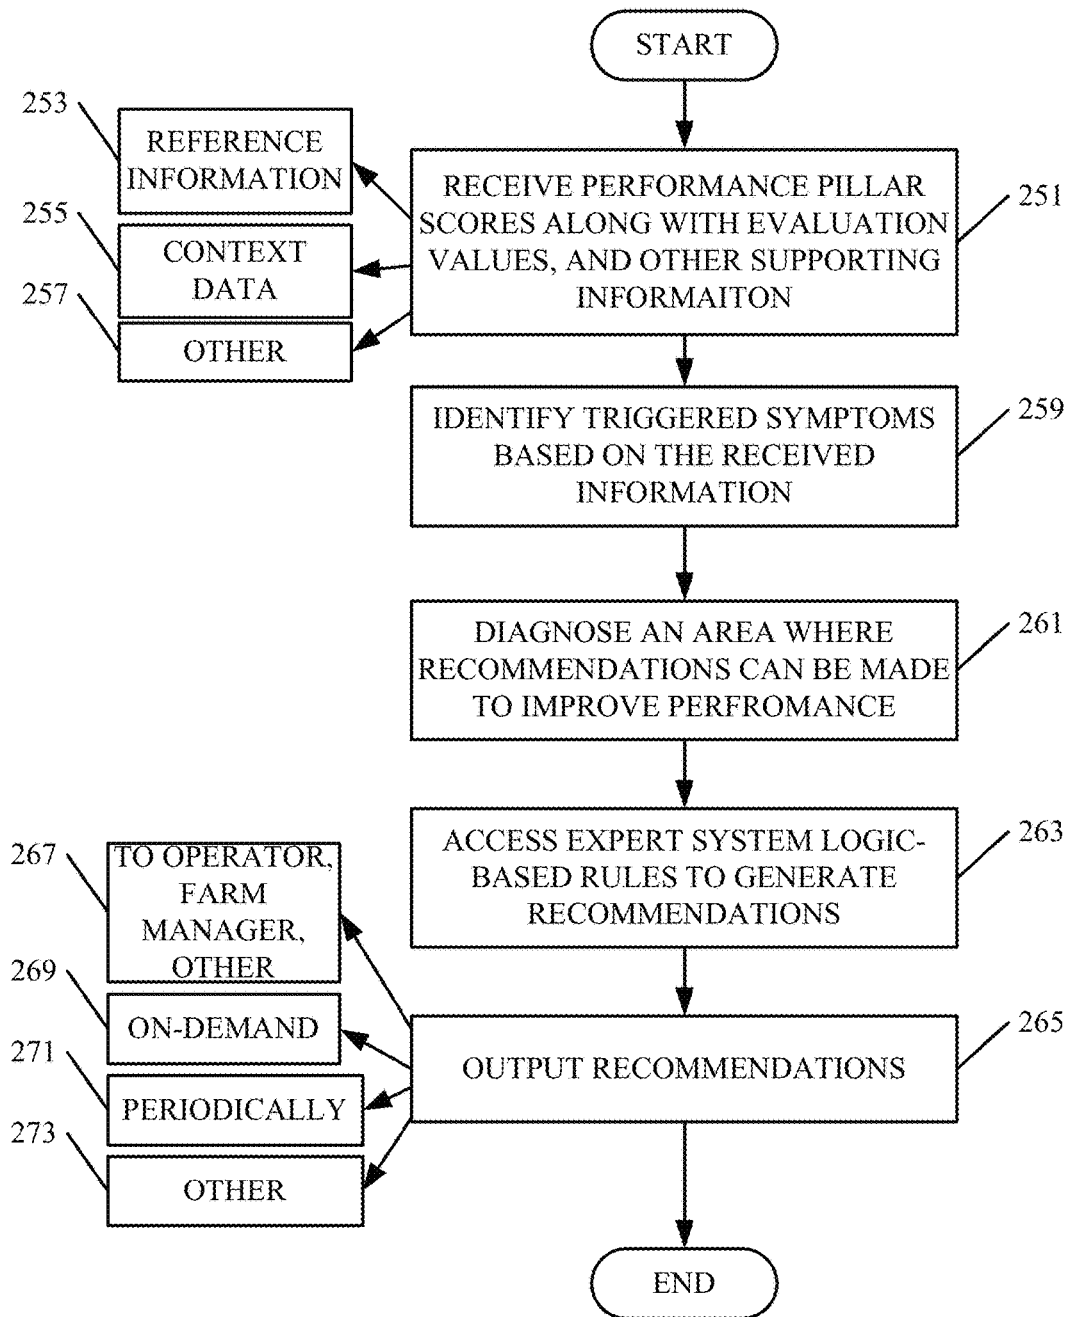 START
253
REFERENCE
INFORMATION
255
CONTEXT
DATA
257
OTHER
RECEIVE PERFORMANCE PILLAR
SCORES ALONG WITH EVALUATION
VALUES, AND OTHER SUPPORTING
INFORMAITON
251
IDENTIFY TRIGGERED SYMPTOMS
BASED ON THE RECEIVED
INFORMATION
259
DIAGNOSE AN AREA WHERE
RECOMMENDATIONS CAN BE MADE
TO IMPROVE PERFROMANCE
261
ACCESS EXPERT SYSTEM LOGIC-
BASED RULES TO GENERATE
RECOMMENDATIONS
263
267
TO OPERATOR,
FARM
MANAGER,
OTHER
269
ON-DEMAND
271
PERIODICALLY
273
OTHER
OUTPUT RECOMMENDATIONS
265
END